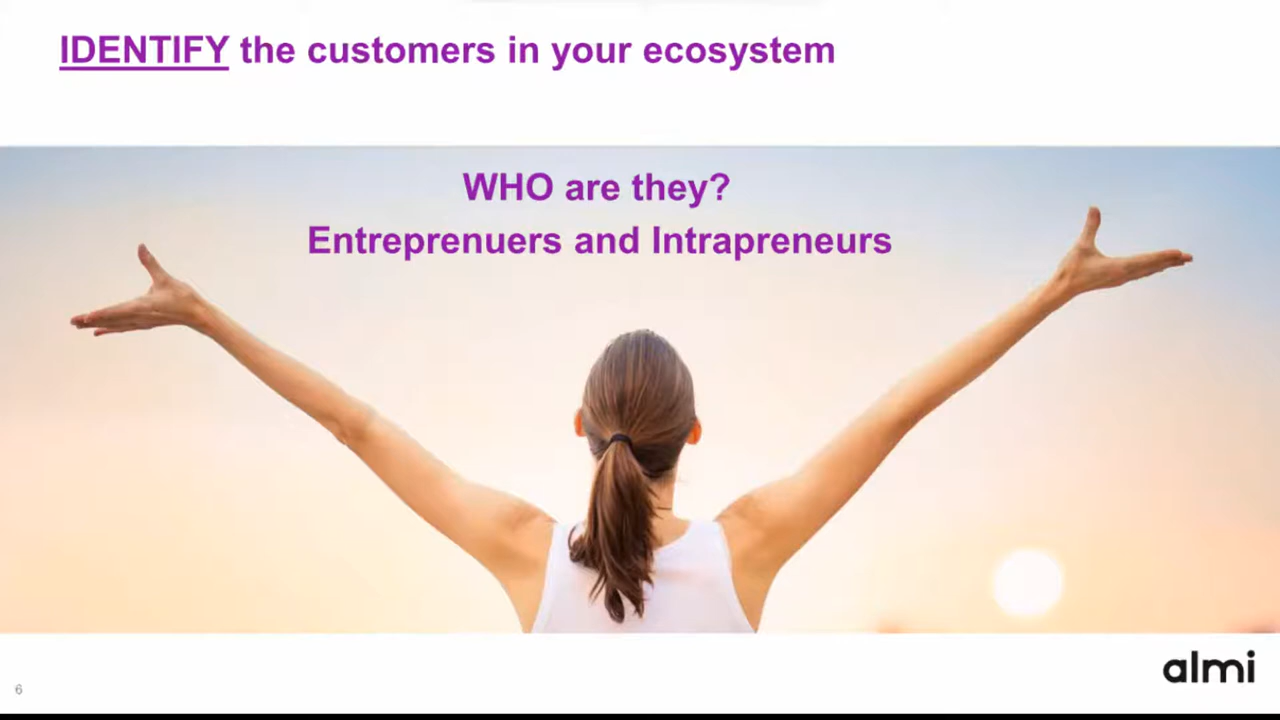 IDENTIFY the customers in your ecosystem
WHO are they?
Entreprenuers and Intrapreneurs
almi
6